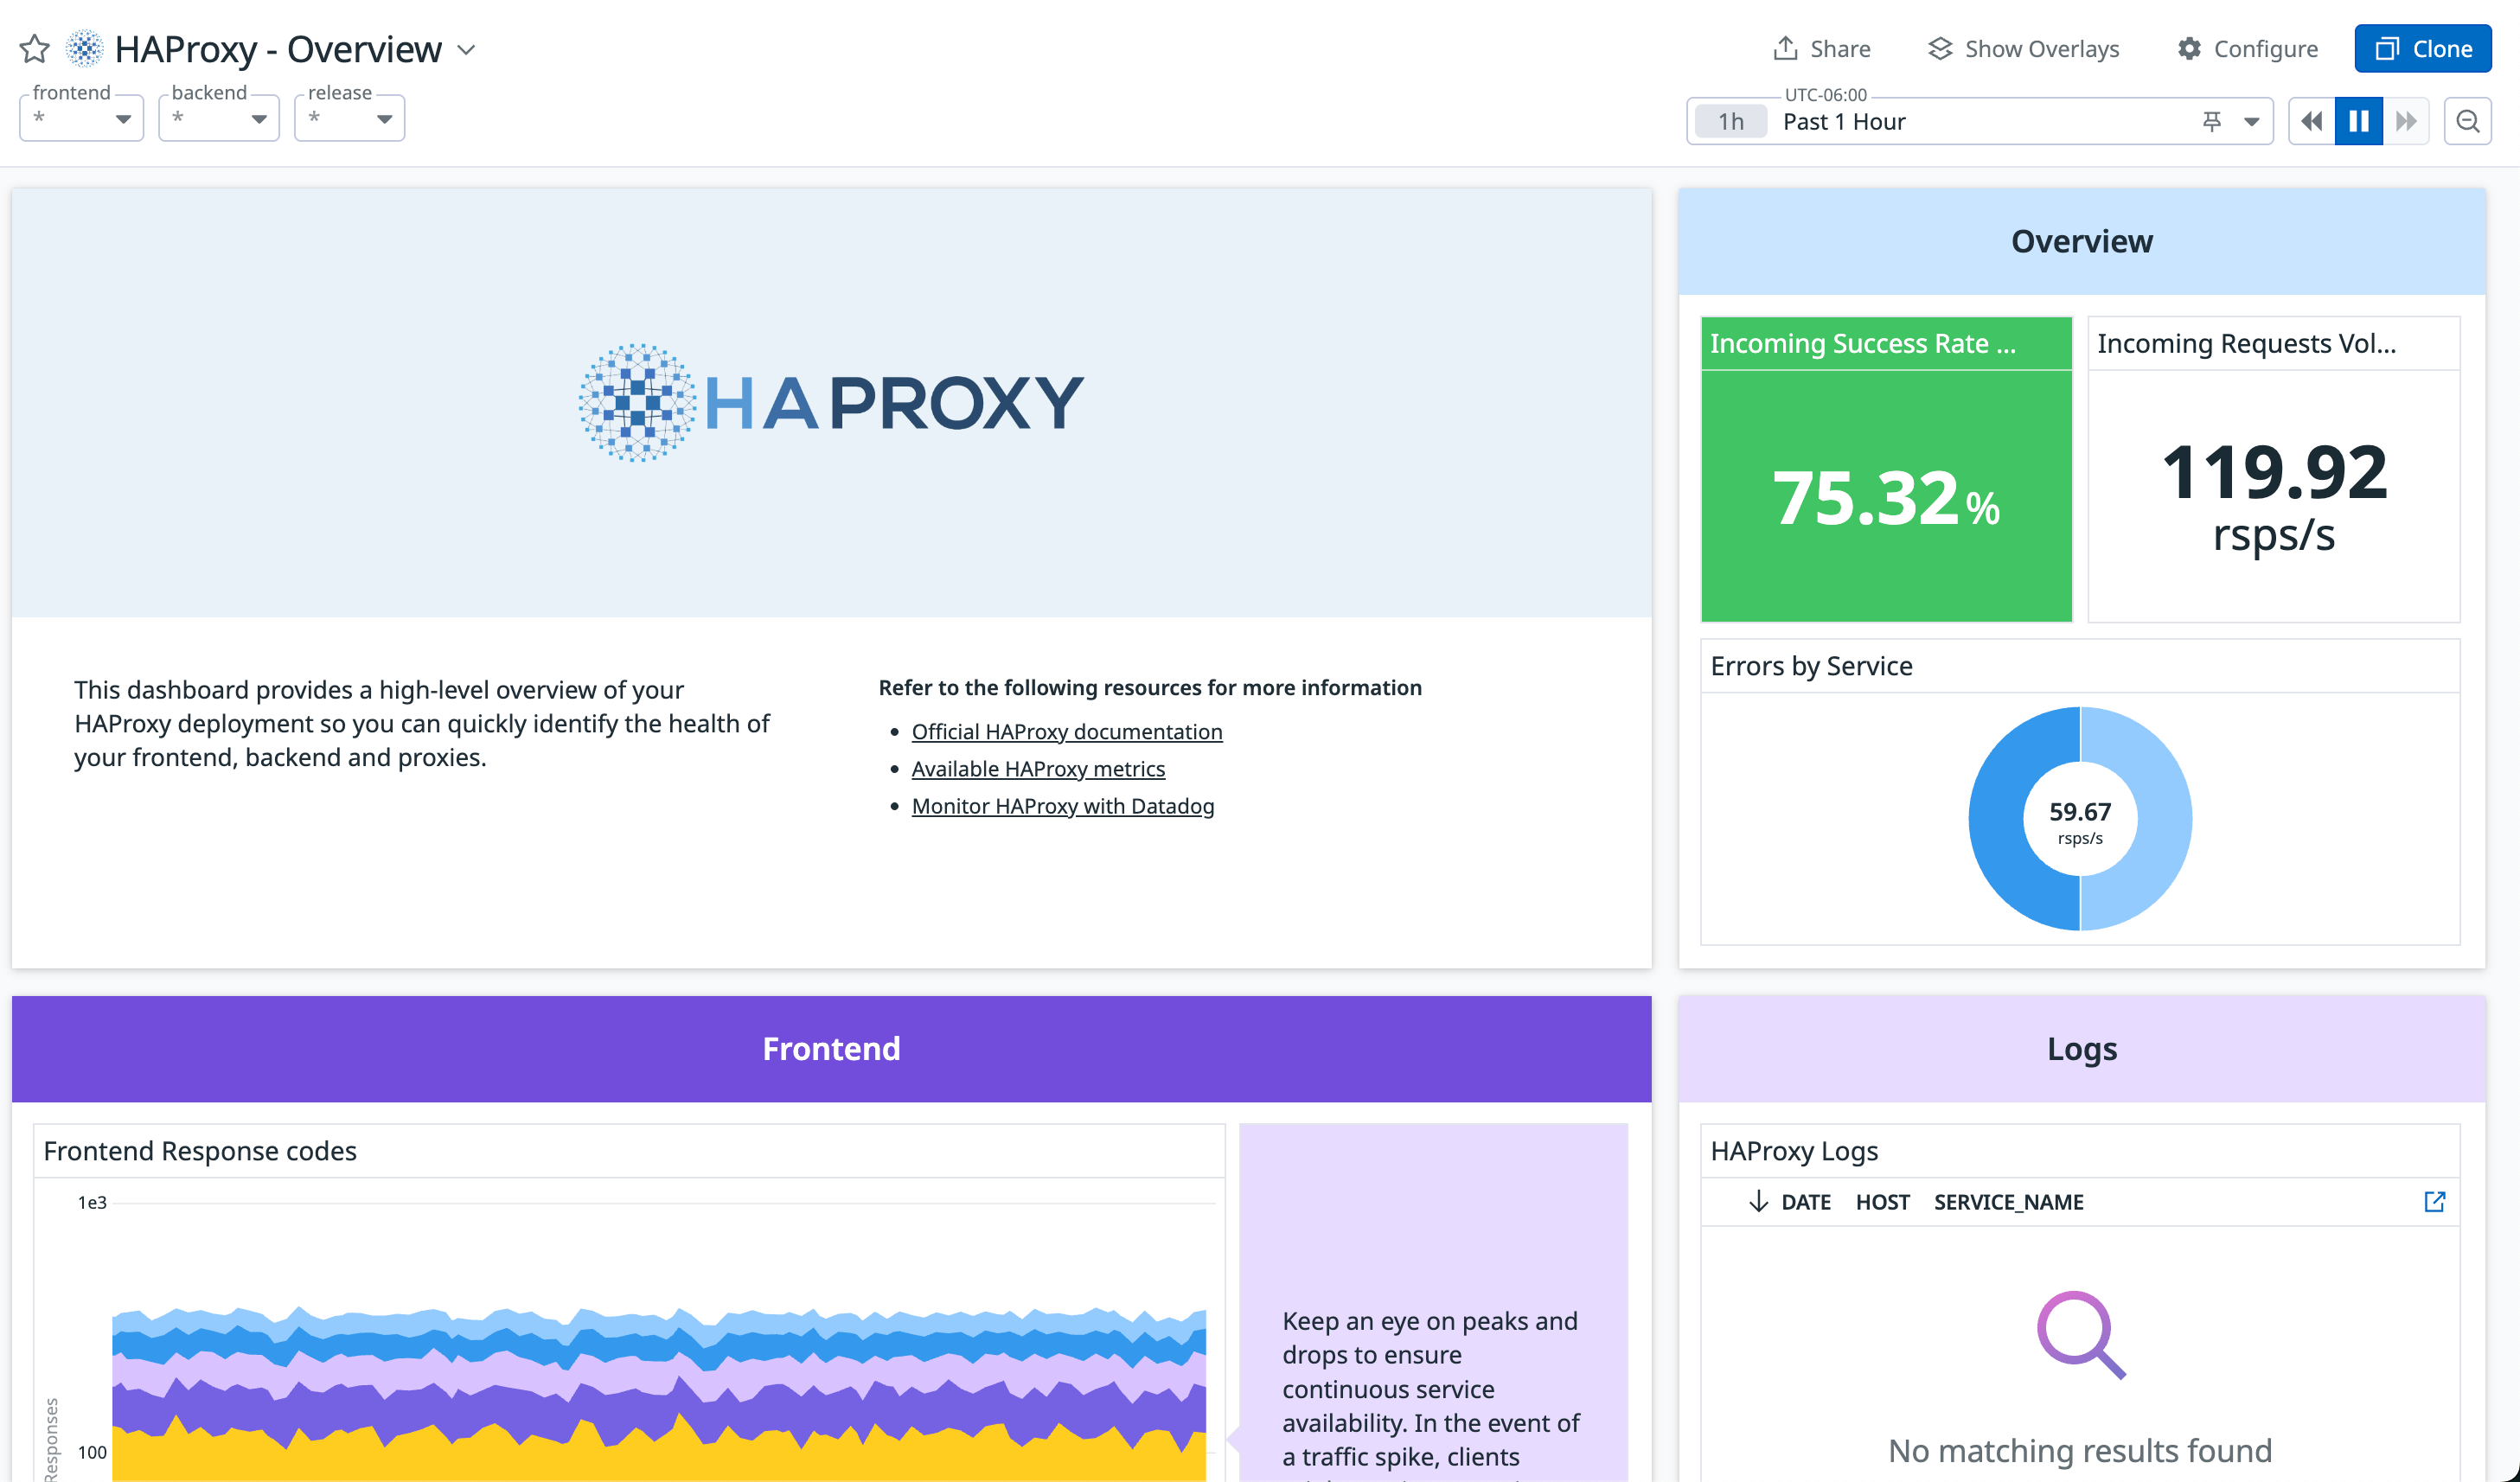 HAProxy - Overview
Share
Show Overlays
Configure
Clone
frontend
*
backend
*
release
*
UTC-06:00
1h
Past 1 Hour
HAPROXY
This dashboard provides a high-level overview of your
HAProxy deployment so you can quickly identify the health of
your frontend, backend and proxies.
Refer to the following resources for more information
• Official HAProxy documentation
• Available HAProxy metrics
• Monitor HAProxy with Datadog
Overview
Incoming Success Rate ...
75.32 %
Incoming Requests Vol...
119.92
rsps/s
Errors by Service
59.67
rsps/s
Frontend
Frontend Response codes
1e3
100
Responses
Keep an eye on peaks and
drops to ensure
continuous service
availability. In the event of
a traffic spike, clients
Logs
HAProxy Logs
DATE HOST SERVICE_NAME
No matching results found